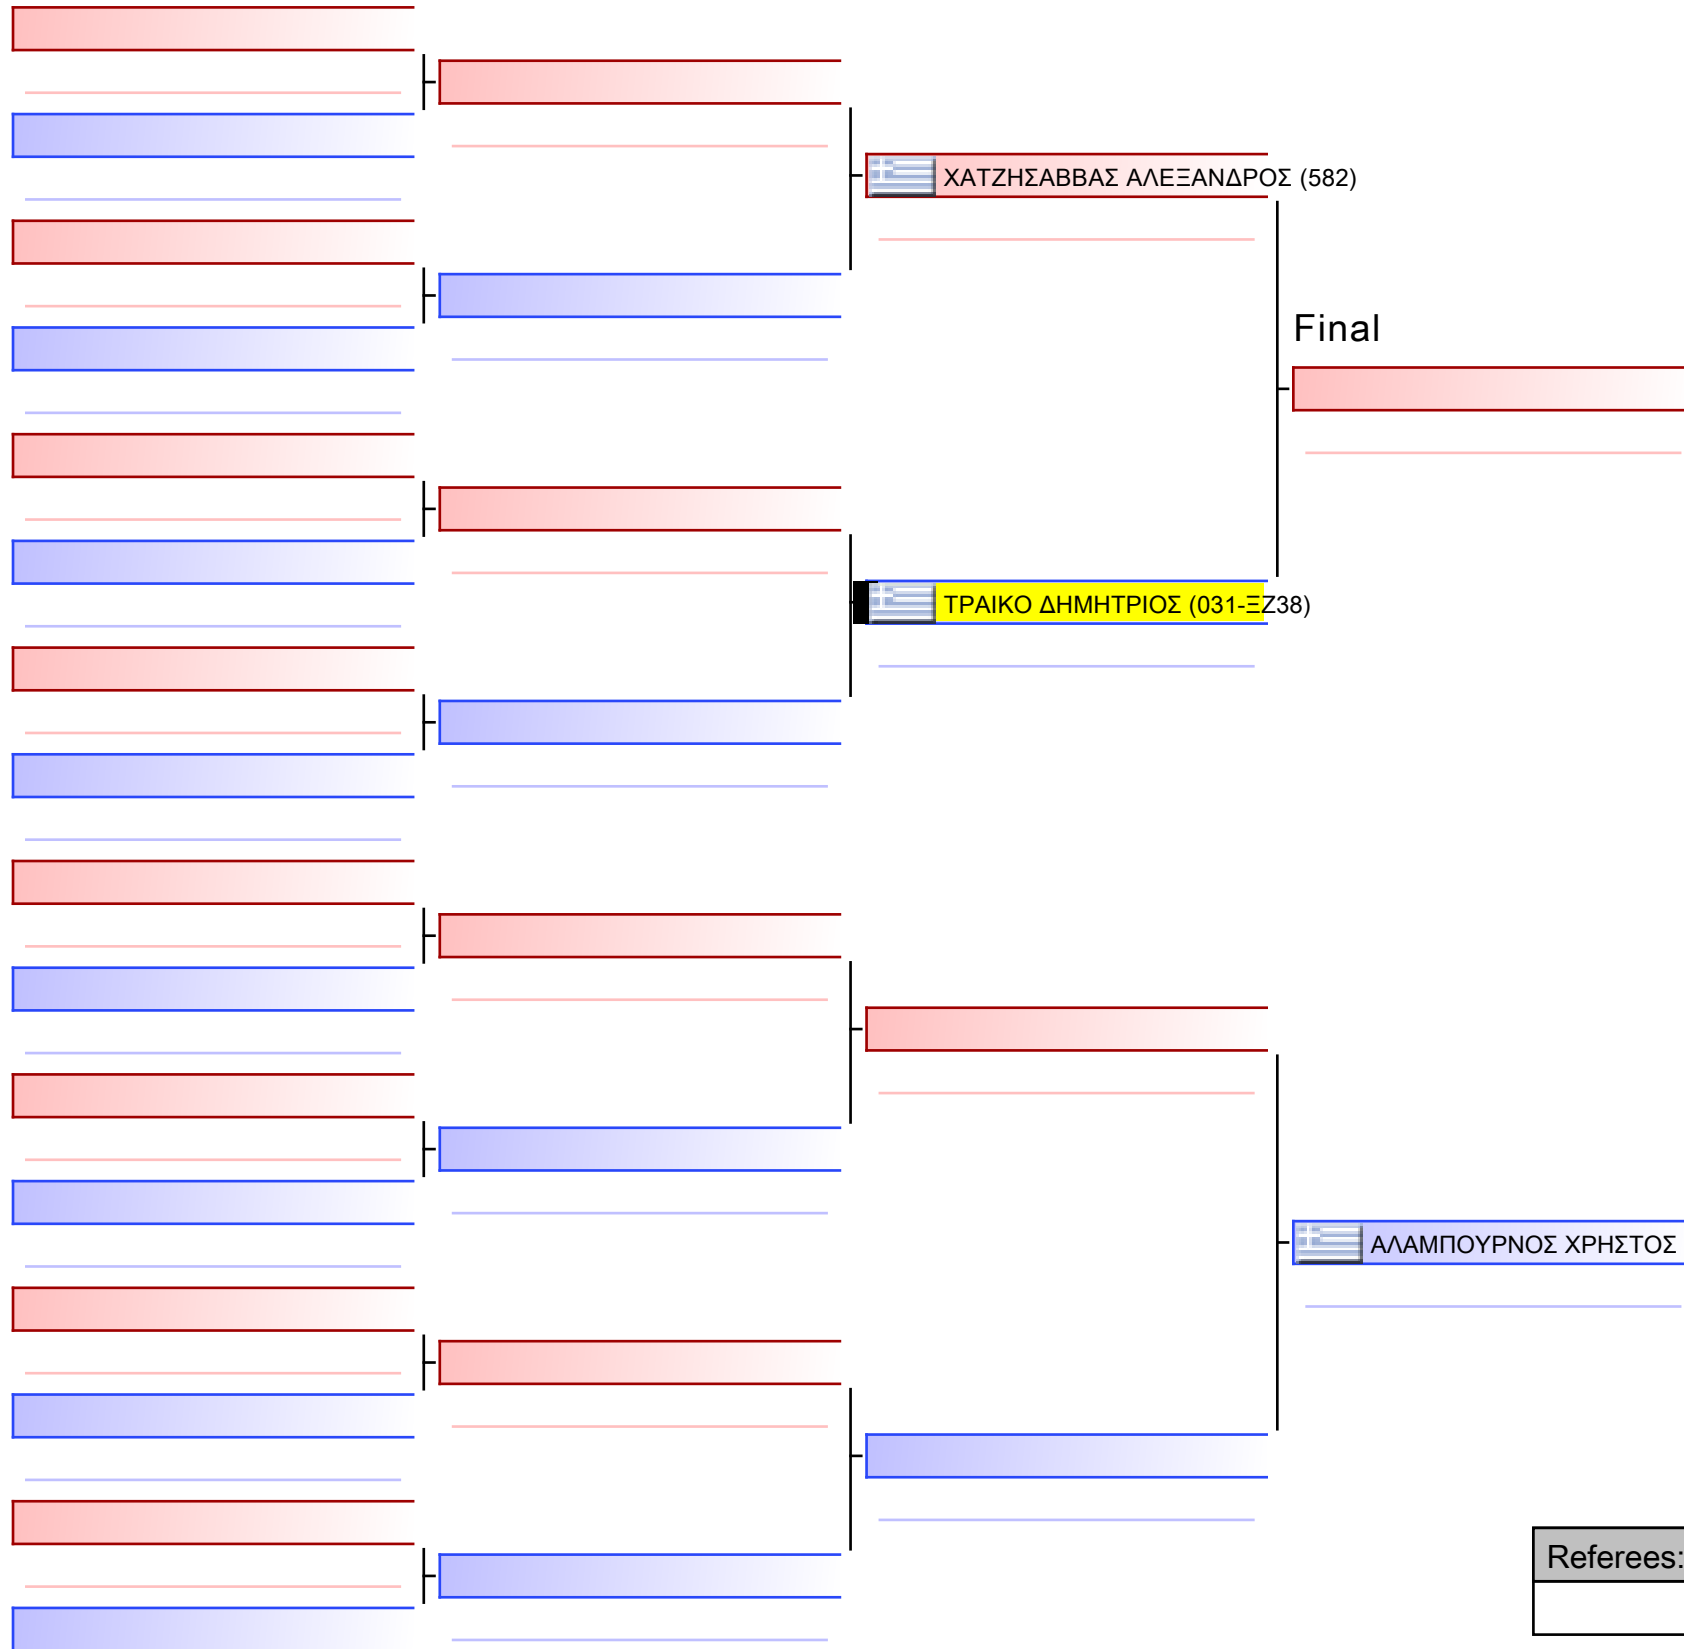 ΧΑΤΖΗΣΑΒΒΑΣ ΑΛΕΞΑΝΔΡΟΣ (582)
Final
ΤΡΑΙΚΟ ΔΗΜΗΤΡΙΟΣ (031-ΞΖ38)
ΑΛΑΜΠΟΥΡΝΟΣ ΧΡΗΣΤΟΣ
Referees: